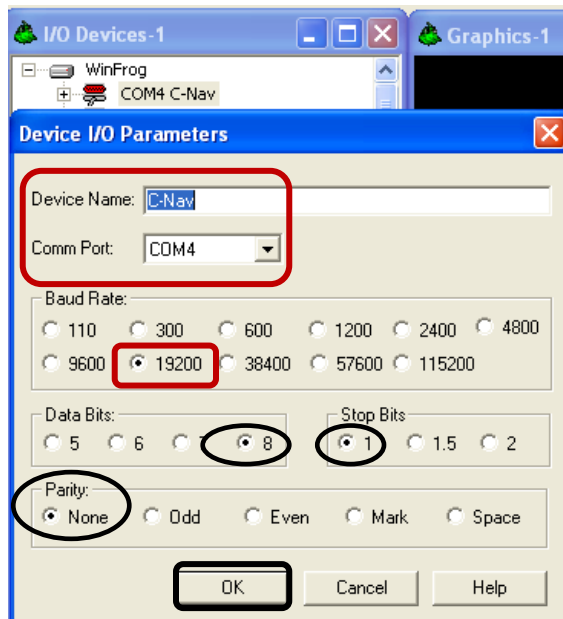 I/O Devices-1
Graphics-1
WinFrog
COM4 C-Nav
Device I/O Parameters
Device Name: C-Nav
Comm Port: COM4
Baud Rate:
110 300 600 1200 2400 4800
9600 19200 38400 57600 115200
Data Bits: Stop Bits
5 6 7 8 1 1.5 2
Parity:
None Odd Even Mark Space
OK Cancel Help